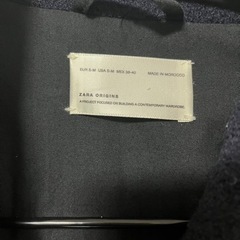 EUR S-M USA S-M MEX 38-40 MADE IN MOROCCO
ZARA ORIGINS
A PROJECT FOCUSED ON BUILDING A CONTEMPORARY WARDROBE.